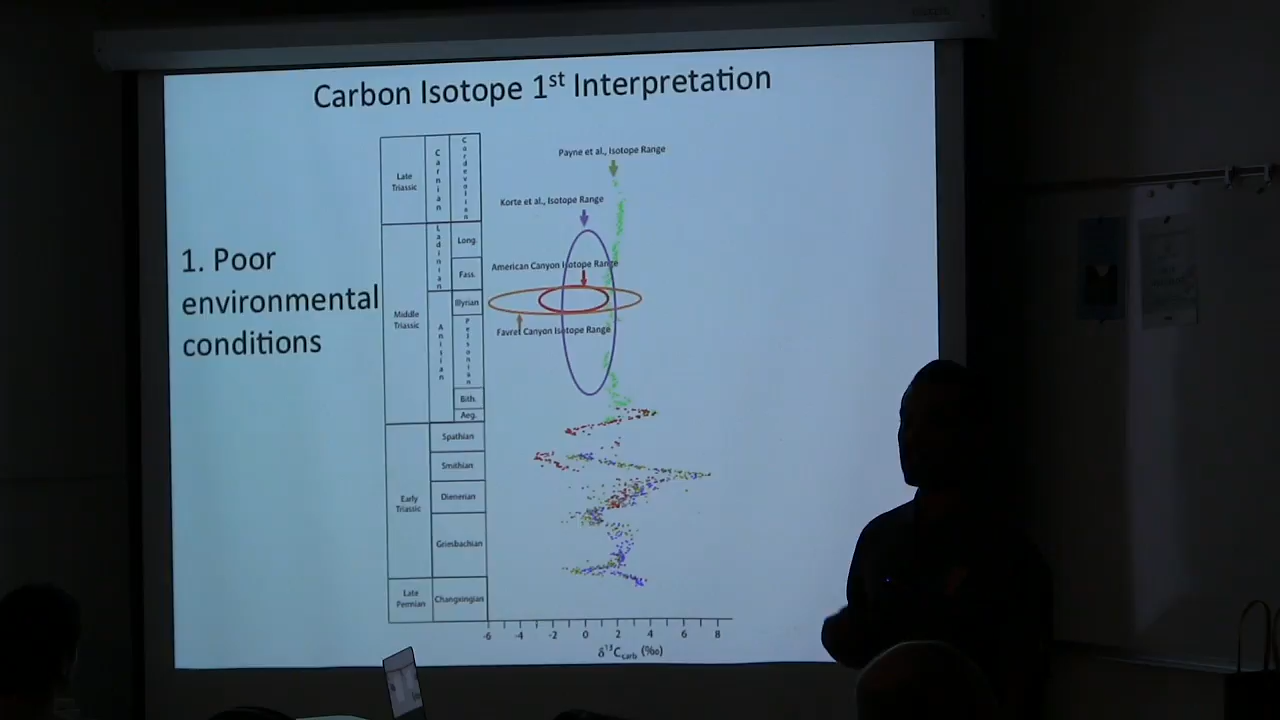 Carbon Isotope 1st Interpretation
1. Poor
environmental
conditions
Late
Triassic
Carnian
Cordevolian
Payne et al., Isotope Range
Korte et al., Isotope Range
Middle
Triassic
Ladinian
Long.
Fass.
American Canyon Isotope Range
Anisian
Illyrian
Pelsonian
Favret Canyon Isotope Range
Bith.
Aeg.
Early
Triassic
Spathian
Smithian
Dienerian
Griesbachian
Late
Permian
Changxingian
-6 -4 -2 0 2 4 6 8
δ13Ccarb (‰)